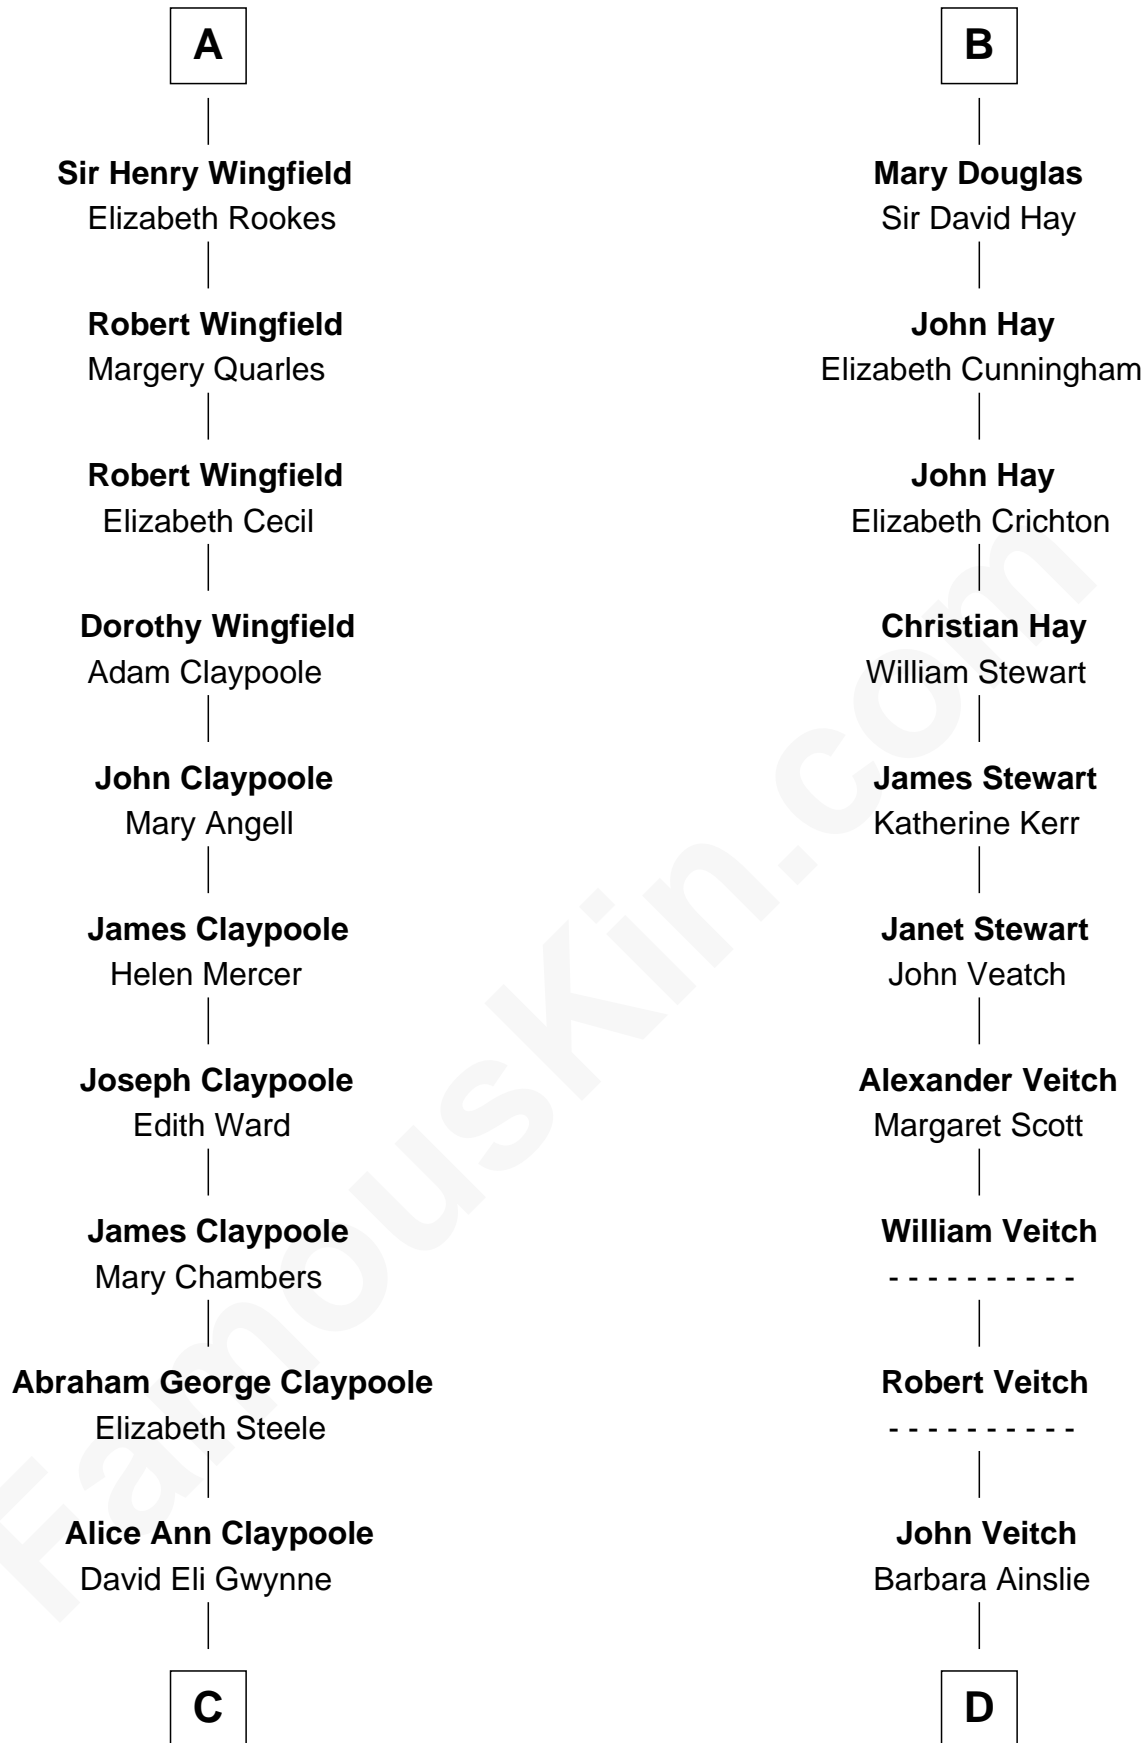 A
Sir Henry Wingfield
Elizabeth Rookes
Robert Wingfield
Margery Quarles
Robert Wingfield
Elizabeth Cecil
Dorothy Wingfield
Adam Claypoole
John Claypoole
Mary Angell
James Claypoole
Helen Mercer
Joseph Claypoole
Edith Ward
James Claypoole
Mary Chambers
Abraham George Claypoole
Elizabeth Steele
Alice Ann Claypoole
David Eli Gwynne
C
B
Mary Douglas
Sir David Hay
John Hay
Elizabeth Cunningham
John Hay
Elizabeth Crichton
Christian Hay
William Stewart
James Stewart
Katherine Kerr
Janet Stewart
John Veatch
Alexander Veitch
Margaret Scott
William Veitch
- - - - - - - - - -
Robert Veitch
- - - - - - - - - -
John Veitch
Barbara Ainslie
D
FamousKin.com